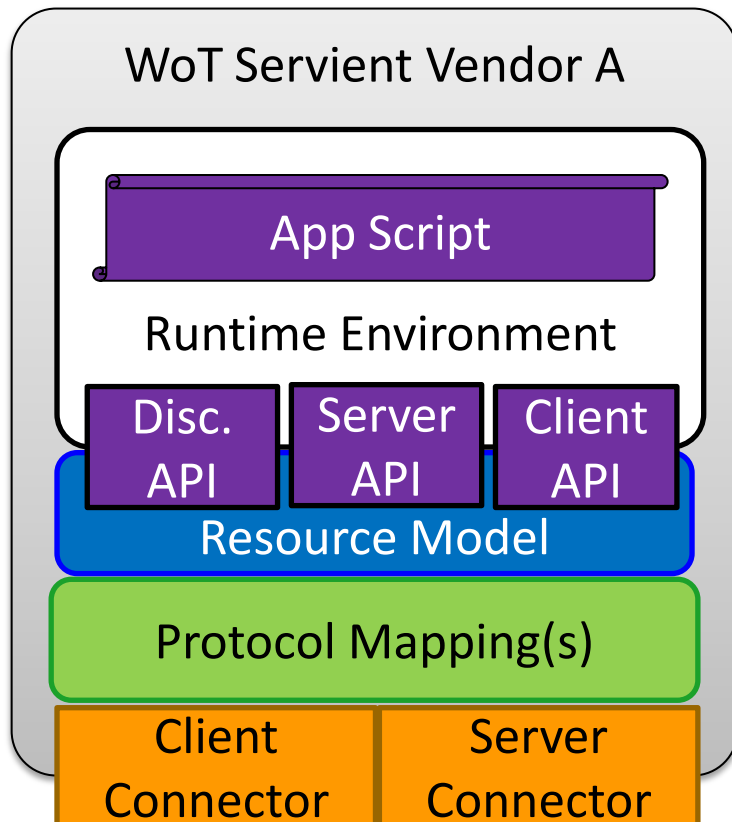 WoT Servient Vendor A
App Script
Runtime Environment
Disc.
API
Server
API
Client
API
Resource Model
Protocol Mapping(s)
Client
Connector
Server
Connector